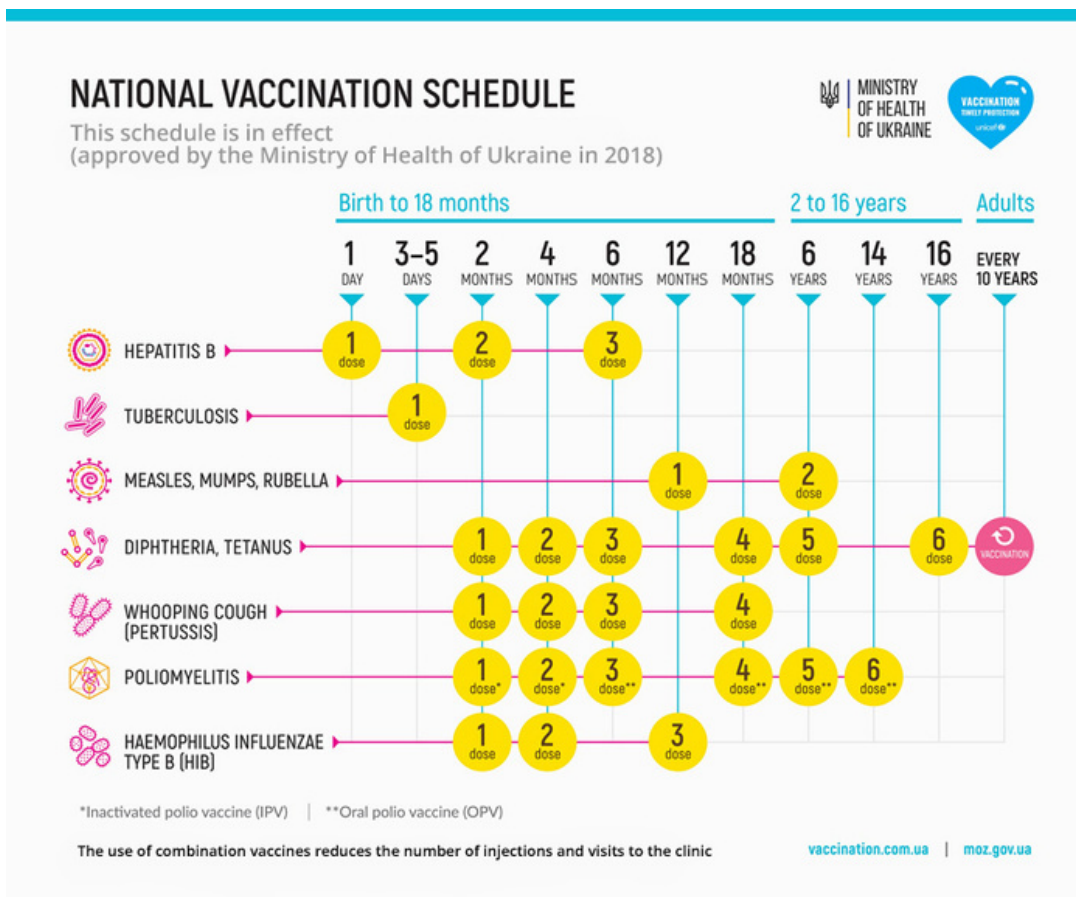 NATIONAL VACCINATION SCHEDULE
This schedule is in effect
(approved by the Ministry of Health of Ukraine in 2018)
MINISTRY
OF HEALTH
OF UKRAINE
VACCINATION
TIMELY PROTECTION
unicef
Birth to 18 months
2 to 16 years
Adults
1 3–5 2 4 6 12 18 6 14 16 EVERY
DAY DAYS MONTHS MONTHS MONTHS MONTHS MONTHS YEARS YEARS YEARS 10 YEARS
HEPATITIS B 1 2 3
dose dose dose
TUBERCULOSIS 1
dose
MEASLES, MUMPS, RUBELLA 1 2
dose dose
DIPHTHERIA, TETANUS 1 2 3 4 5 6
dose dose dose dose dose dose VACCINATION
WHOOPING COUGH 1 2 3 4
(PERTUSSIS) dose dose dose dose
POLIOMYELITIS 1 2 3 4 5 6
dose* dose* dose** dose** dose** dose**
HAEMOPHILUS INFLUENZAE 1 2 3
TYPE B (HIB) dose dose dose
*Inactivated polio vaccine (IPV) | **Oral polio vaccine (OPV)
The use of combination vaccines reduces the number of injections and visits to the clinic
vaccination.com.ua | moz.gov.ua